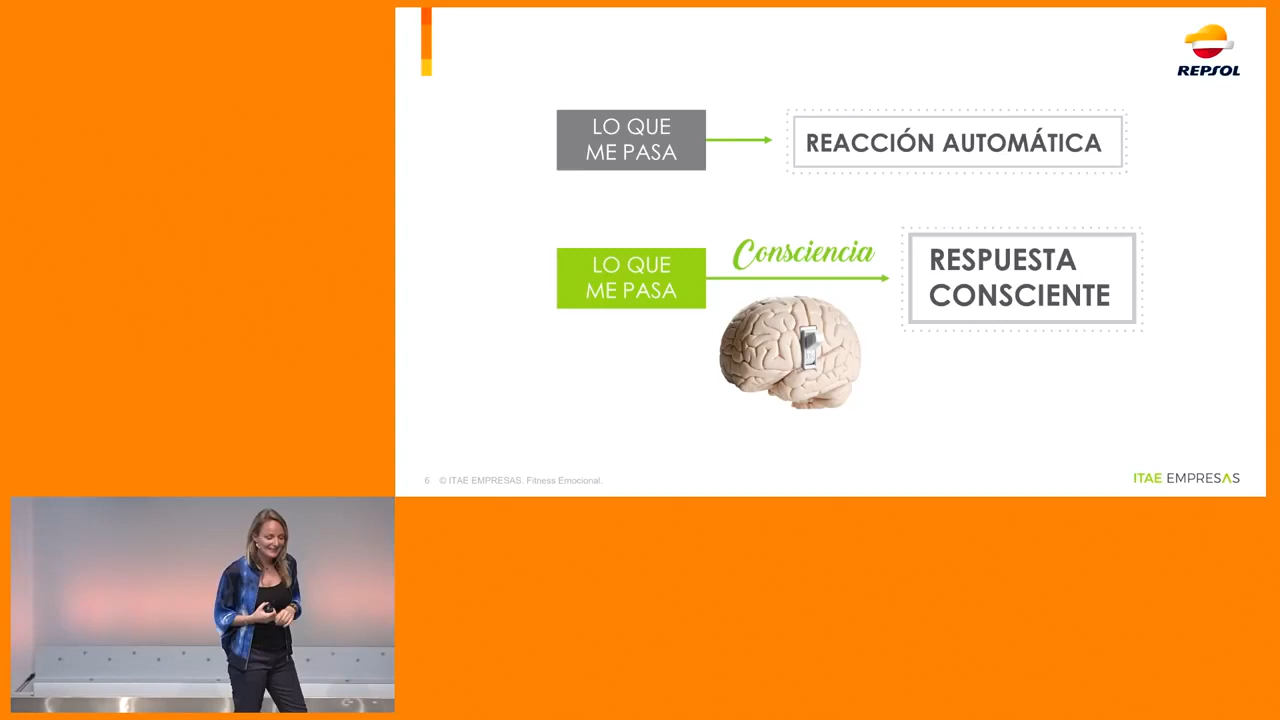 REPSOL
LO QUE
ME PASA
REACCIÓN AUTOMÁTICA
Consciencia
LO QUE
ME PASA
RESPUESTA
CONSCIENTE
6 © ITAE EMPRESAS. Fitness Emocional.
ITAE EMPRESAS